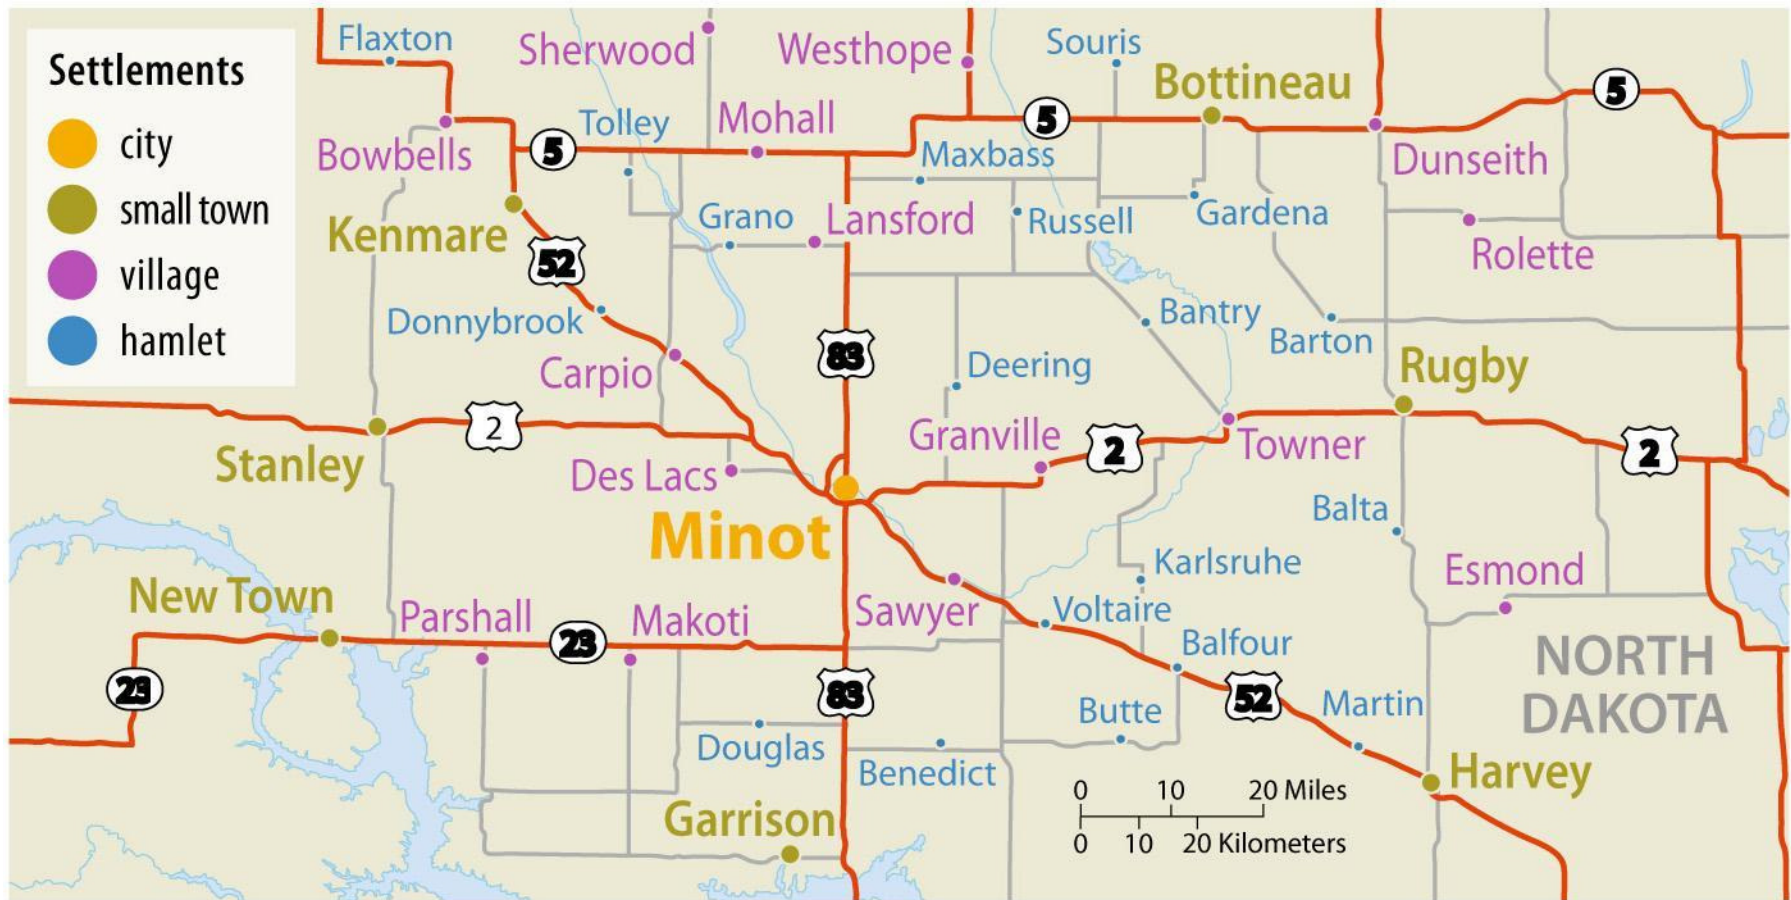 Settlements
city
small town
village
hamlet
Flaxton
Sherwood
Westhope
Souris
Bottineau
5
Tolley
Mohall
5
Bowbells
5
Maxbass
Dunseith
Kenmare
Grano
Lansford
Russell
Gardena
Rolette
52
Donnybrook
Bantry
Barton
83
Carpio
Deering
Rugby
2
Granville
2
Towner
2
Stanley
Des Lacs
Minot
Balta
Karlsruhe
Esmond
New Town
Parshall
Makoti
Sawyer
Voltaire
23
Balfour
NORTH
DAKOTA
23
83
52
Butte
Martin
Douglas
Benedict
Harvey
Garrison
0 10 20 Miles
0 10 20 Kilometers